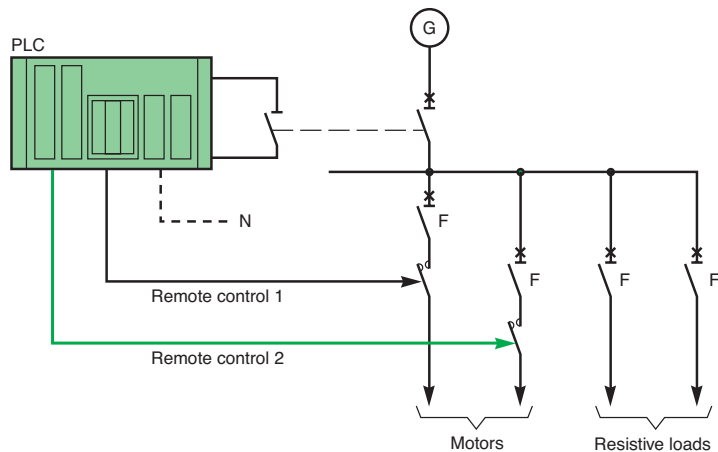 G
PLC
N
F
F
F
F
Remote control 1
Remote control 2
Motors
Resistive loads